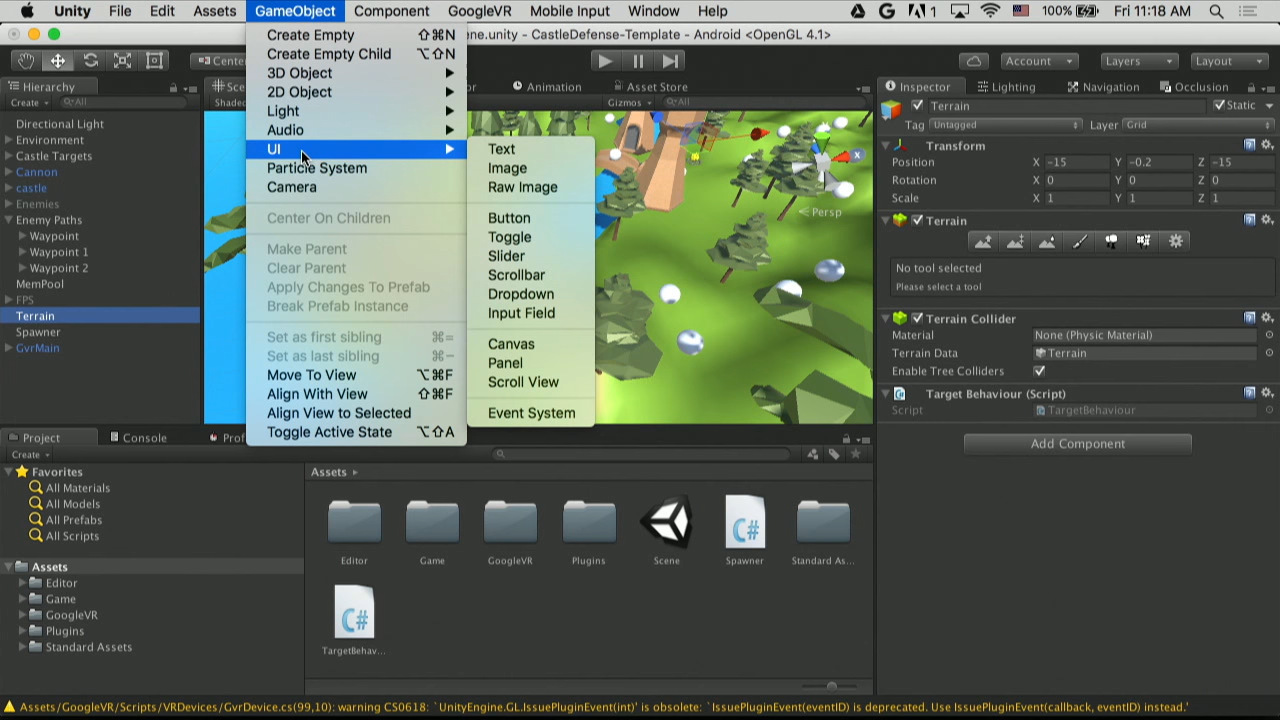 Unity File Edit Assets GameObject Component GoogleVR Mobile Input Window Help 1 100% Fri 11:18 AM
ne.unity - CastleDefense-Template - Android <OpenGL 4.1>
Center Account Layers Layout
Hierarchy
Create All
Directional Light
Environment
Castle Targets
Cannon
castle
Enemies
Enemy Paths
Waypoint
Waypoint 1
Waypoint 2
MemPool
FPS
Terrain
Spawner
GvrMain
Create Empty ⇧⌘N
Create Empty Child ⌥⇧N
3D Object
2D Object
Light
Audio
UI
Particle System
Camera
Center On Children
Make Parent
Clear Parent
Apply Changes To Prefab
Break Prefab Instance
Set as first sibling ⌘=
Set as last sibling ⌘-
Move To View ⌥⌘F
Align With View ⇧⌘F
Align View to Selected
Toggle Active State ⌥⇧A
Text
Image
Raw Image
Button
Toggle
Slider
Scrollbar
Dropdown
Input Field
Canvas
Panel
Scroll View
Event System
Animation Asset Store
Gizmos All
x
Persp
Inspector Lighting Navigation Occlusion
Terrain Static
Tag Untagged Layer Grid
Transform
Position X -15 Y -0.2 Z -15
Rotation X 0 Y 0 Z 0
Scale X 1 Y 1 Z 1
Terrain
No tool selected
Please select a tool
Terrain Collider
Material None (Physic Material)
Terrain Data Terrain
Enable Tree Colliders
Target Behaviour (Script)
Script TargetBehaviour
Add Component
Project Console Prof
Create
Favorites
All Materials
All Models
All Prefabs
All Scripts
Assets
Editor
Game
GoogleVR
Plugins
Standard Assets
Assets
Editor Game GoogleVR Plugins Scene Spawner Standard As...
TargetBehav...
Assets/GoogleVR/Scripts/VRDevices/GvrDevice.cs(99,10): warning CS0618: `UnityEngine.GL.IssuePluginEvent(int)' is obsolete: `IssuePluginEvent(eventID) is deprecated. Use IssuePluginEvent(callback, eventID) instead.'